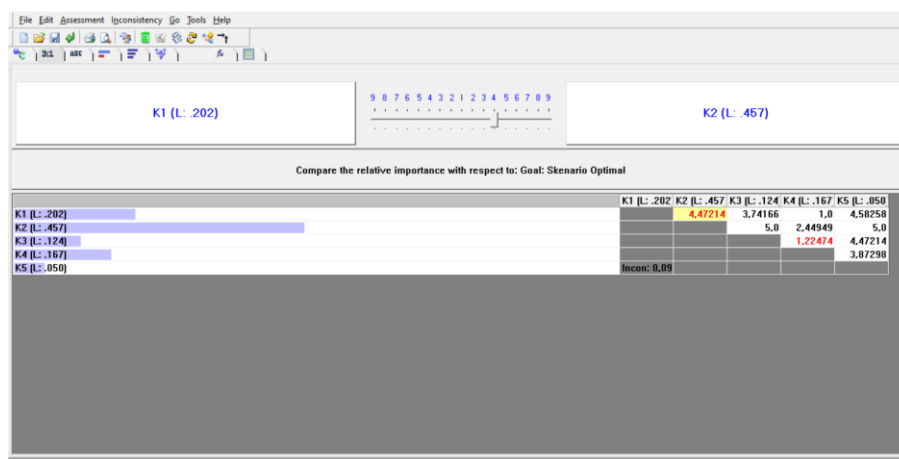 File Edit Assessment Inconsistency Go Tools Help
3:1 ABC
K1 (L: .202)
9 8 7 6 5 4 3 2 1 2 3 4 5 6 7 8 9
K2 (L: .457)
Compare the relative importance with respect to: Goal: Skenario Optimal
K1 (L: .202 K2 (L: .457 K3 (L: .124 K4 (L: .167 K5 (L: .050
K1 (L: .202) 4,47214 3,74166 1,0 4,58258
K2 (L: .457) 5,0 2,44949 5,0
K3 (L: .124) 1,22474 4,47214
K4 (L: .167) 3,87298
K5 (L: .050) Incon: 0,09